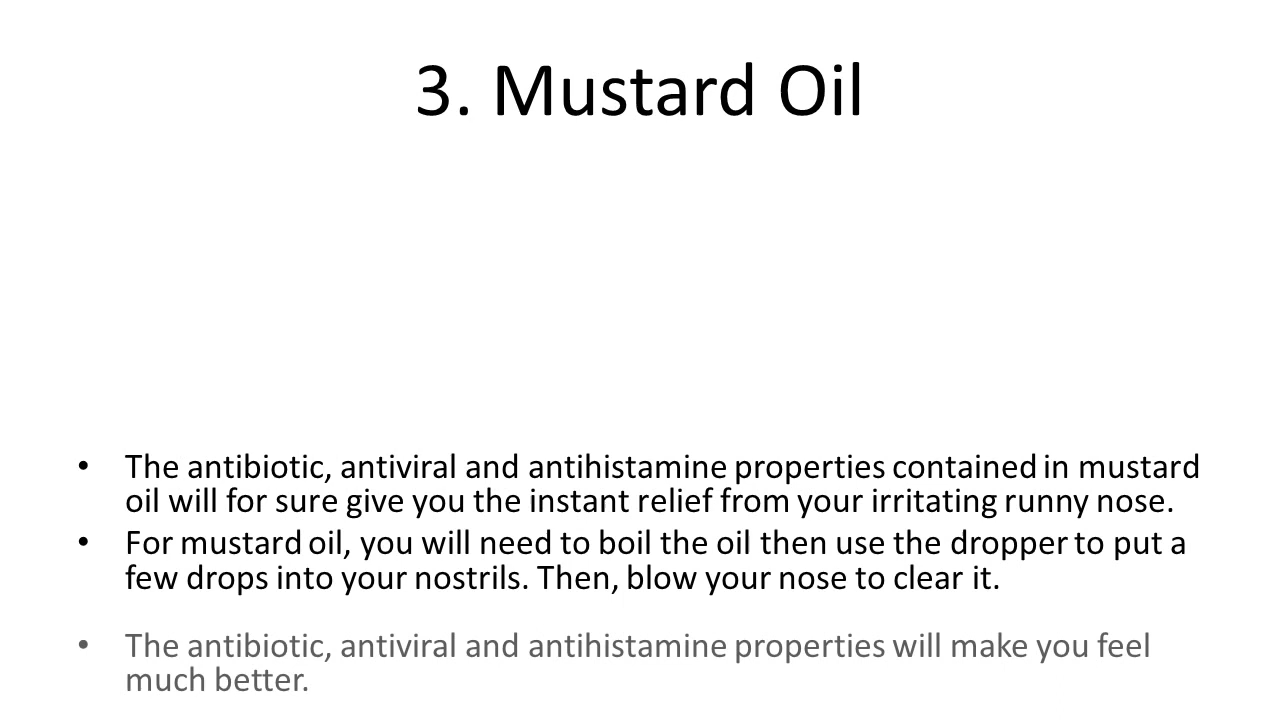 3. Mustard Oil
• The antibiotic, antiviral and antihistamine properties contained in mustard
oil will for sure give you the instant relief from your irritating runny nose.
• For mustard oil, you will need to boil the oil then use the dropper to put a
few drops into your nostrils. Then, blow your nose to clear it.
• The antibiotic, antiviral and antihistamine properties will make you feel
much better.